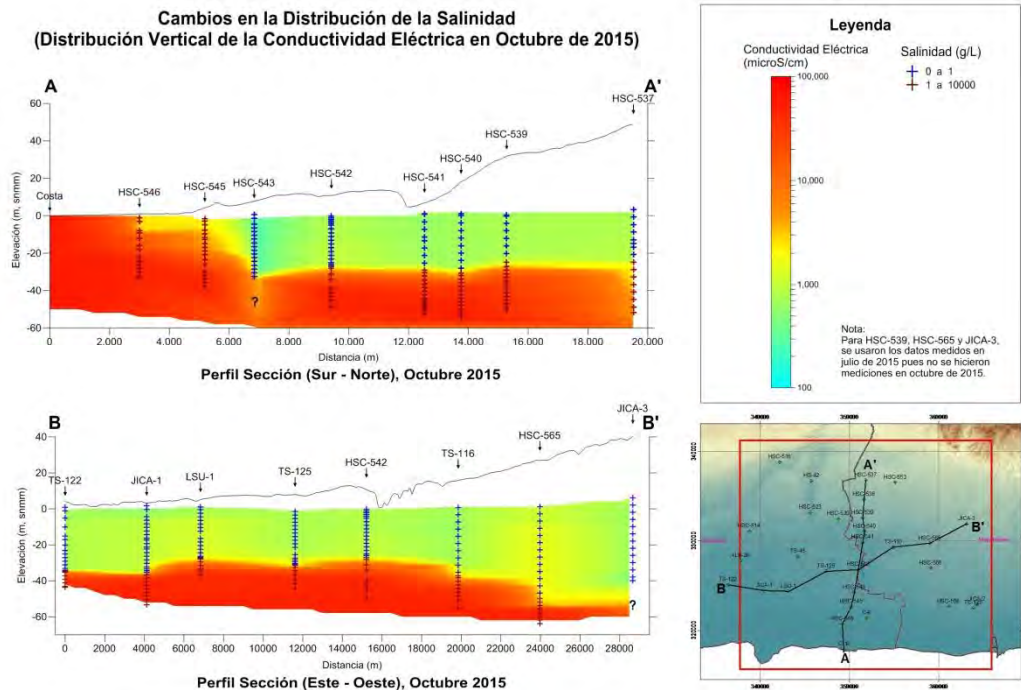 Cambios en la Distribución de la Salinidad
(Distribución Vertical de la Conductividad Eléctrica en Octubre de 2015)
A
A'
HSC-537
HSC-539
HSC-540
HSC-541
HSC-542
HSC-543
HSC-545
HSC-546
Costa
Elevación (m, snmm)
60
40
20
0
-20
-40
-60
?
0
2.000
4.000
6.000
8.000
10.000
12.000
14.000
16.000
18.000
20.000
Distancia (m)
Perfil Sección (Sur - Norte), Octubre 2015
B
B'
TS-122
JICA-1
LSU-1
TS-125
HSC-542
TS-116
HSC-565
JICA-3
Elevación (m, snmm)
40
20
0
-20
-40
-60
?
0
2000
4000
6000
8000
10000
12000
14000
16000
18000
20000
22000
24000
26000
28000
Distancia (m)
Perfil Sección (Este - Oeste), Octubre 2015
Leyenda
Conductividad Eléctrica
(microS/cm)
100,000
10,000
1,000
100
Salinidad (g/L)
0 a 1
1 a 10000
Nota:
Para HSC-539, HSC-565 y JICA-3,
se usaron los datos medidos en
julio de 2015 pues no se hicieron
mediciones en octubre de 2015.
A'
HSC-537
B'
JICA-3
B
TS-122
A